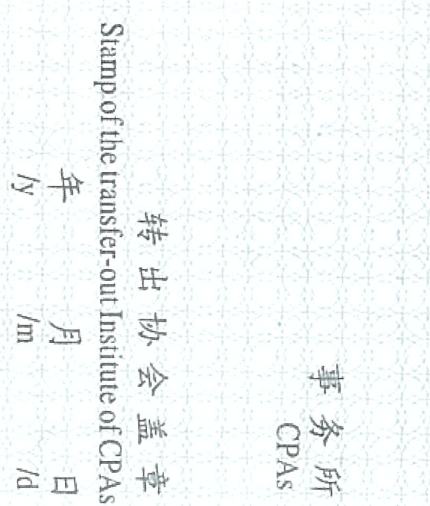 事务所
CPAs
转出协会盖章
Stamp of the transfer-out Institute of CPAs
年 月 日
/y /m /d